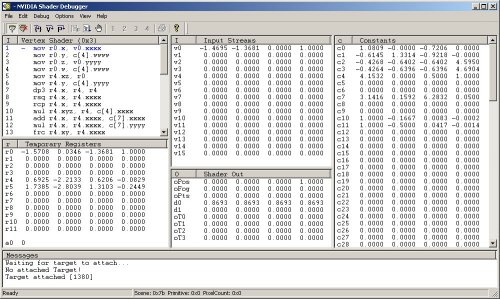 - NVIDIA Shader Debugger
File Edit Debug Options View Help
1 2 3 4
I Vertex Shader (0x3)
1 - mov r0.x, v0.xxxx
2 mov r0.y, c[4].xxxx
3 mov r0.z, v0.yyyy
4 mov r0.w, c[4].zzzz
5 mov r4.xz, r0
6 mov r4.y, c[4].yyyy
7 dp3 r4, r4, r4
8 rsq r4.x, r4.xxxx
9 rcp r4.x, r4.xxxx
10 mul r4.xyz, r4, c[4].xxxx
11 add r4.x, r4.xxxx, c[7].xxxx
12 mul r4.x, r4.xxxx, c[7].yyyy
13 frc r4.xy, r4.xxxx
I Input Streams
v0 -1.4695 -1.3681 0.0000 1.0000
v1 0.0000 0.0000 0.0000 0.0000
v2 0.0000 0.0000 0.0000 0.0000
v3 0.0000 0.0000 0.0000 0.0000
v4 0.0000 0.0000 0.0000 0.0000
v5 0.0000 0.0000 0.0000 0.0000
v6 0.0000 0.0000 0.0000 0.0000
v7 0.0000 0.0000 0.0000 0.0000
v8 0.0000 0.0000 0.0000 0.0000
v9 0.0000 0.0000 0.0000 0.0000
v10 0.0000 0.0000 0.0000 0.0000
v11 0.0000 0.0000 0.0000 0.0000
v12 0.0000 0.0000 0.0000 0.0000
v13 0.0000 0.0000 0.0000 0.0000
v14 0.0000 0.0000 0.0000 0.0000
v15 0.0000 0.0000 0.0000 0.0000
c Constants
c0 1.0809 -0.0000 -0.7206 0.0000
c1 -0.6145 1.3314 -0.9218 -0.0000
c2 -0.4268 -0.6402 -0.6402 4.5950
c3 -0.4264 -0.6396 -0.6396 4.6904
c4 1.4152 0.0000 0.5000 1.0000
c5 0.0000 0.0000 0.0000 0.0000
c6 0.0000 0.0000 0.0000 0.0000
c7 3.1416 0.1592 6.2832 0.0500
c8 0.0000 0.0000 0.0000 0.0000
c9 0.0000 0.0000 0.0000 0.0000
c10 1.0000 -0.1667 0.0083 -0.0002
c11 1.0000 -0.5000 0.0417 -0.0014
c12 0.0000 0.0000 0.0000 0.0000
c13 0.0000 0.0000 0.0000 0.0000
c14 0.0000 0.0000 0.0000 0.0000
c15 0.0000 0.0000 0.0000 0.0000
c16 0.0000 0.0000 0.0000 0.0000
c17 0.0000 0.0000 0.0000 0.0000
c18 0.0000 0.0000 0.0000 0.0000
c19 0.0000 0.0000 0.0000 0.0000
c20 0.0000 0.0000 0.0000 0.0000
c21 0.0000 0.0000 0.0000 0.0000
c22 0.0000 0.0000 0.0000 0.0000
c23 0.0000 0.0000 0.0000 0.0000
c24 0.0000 0.0000 0.0000 0.0000
c25 0.0000 0.0000 0.0000 0.0000
c26 0.0000 0.0000 0.0000 0.0000
c27 0.0000 0.0000 0.0000 0.0000
c28 0.0000 0.0000 0.0000 0.0000
r Temporary Registers
r0 -1.5708 0.0346 -1.3681 1.0000
r1 0.0000 0.0000 0.0000 0.0000
r2 0.0000 0.0000 0.0000 0.0000
r3 0.0000 0.0000 0.0000 0.0000
r4 0.6925 -2.2133 0.6206 -0.0829
r5 1.7385 -2.8039 1.3103 -0.2449
r6 0.0000 0.0000 0.0000 0.0000
r7 0.0000 0.0000 0.0000 0.0000
r8 0.0000 0.0000 0.0000 0.0000
r9 0.0000 0.0000 0.0000 0.0000
r10 0.0000 0.0000 0.0000 0.0000
r11 0.0000 0.0000 0.0000 0.0000
a0 0
O Shader Out
oPos 0.0000 0.0000 0.0000 0.0000
oFog 0.0000 0.0000 0.0000 0.0000
oPts 0.0000 0.0000 0.0000 0.0000
d0 0.8693 0.8693 0.8693 0.8693
d1 0.0000 0.0000 0.0000 0.0000
oT0 0.0000 0.0000 0.0000 0.0000
oT1 0.0000 0.0000 0.0000 0.0000
oT2 0.0000 0.0000 0.0000 0.0000
oT3 0.0000 0.0000 0.0000 0.0000
Messages
Waiting for target to attach...
No attached Target!
Target attached [1380]
Ready
Scene: 0x7b Primitive: 0x0 PixelCount: 0x0